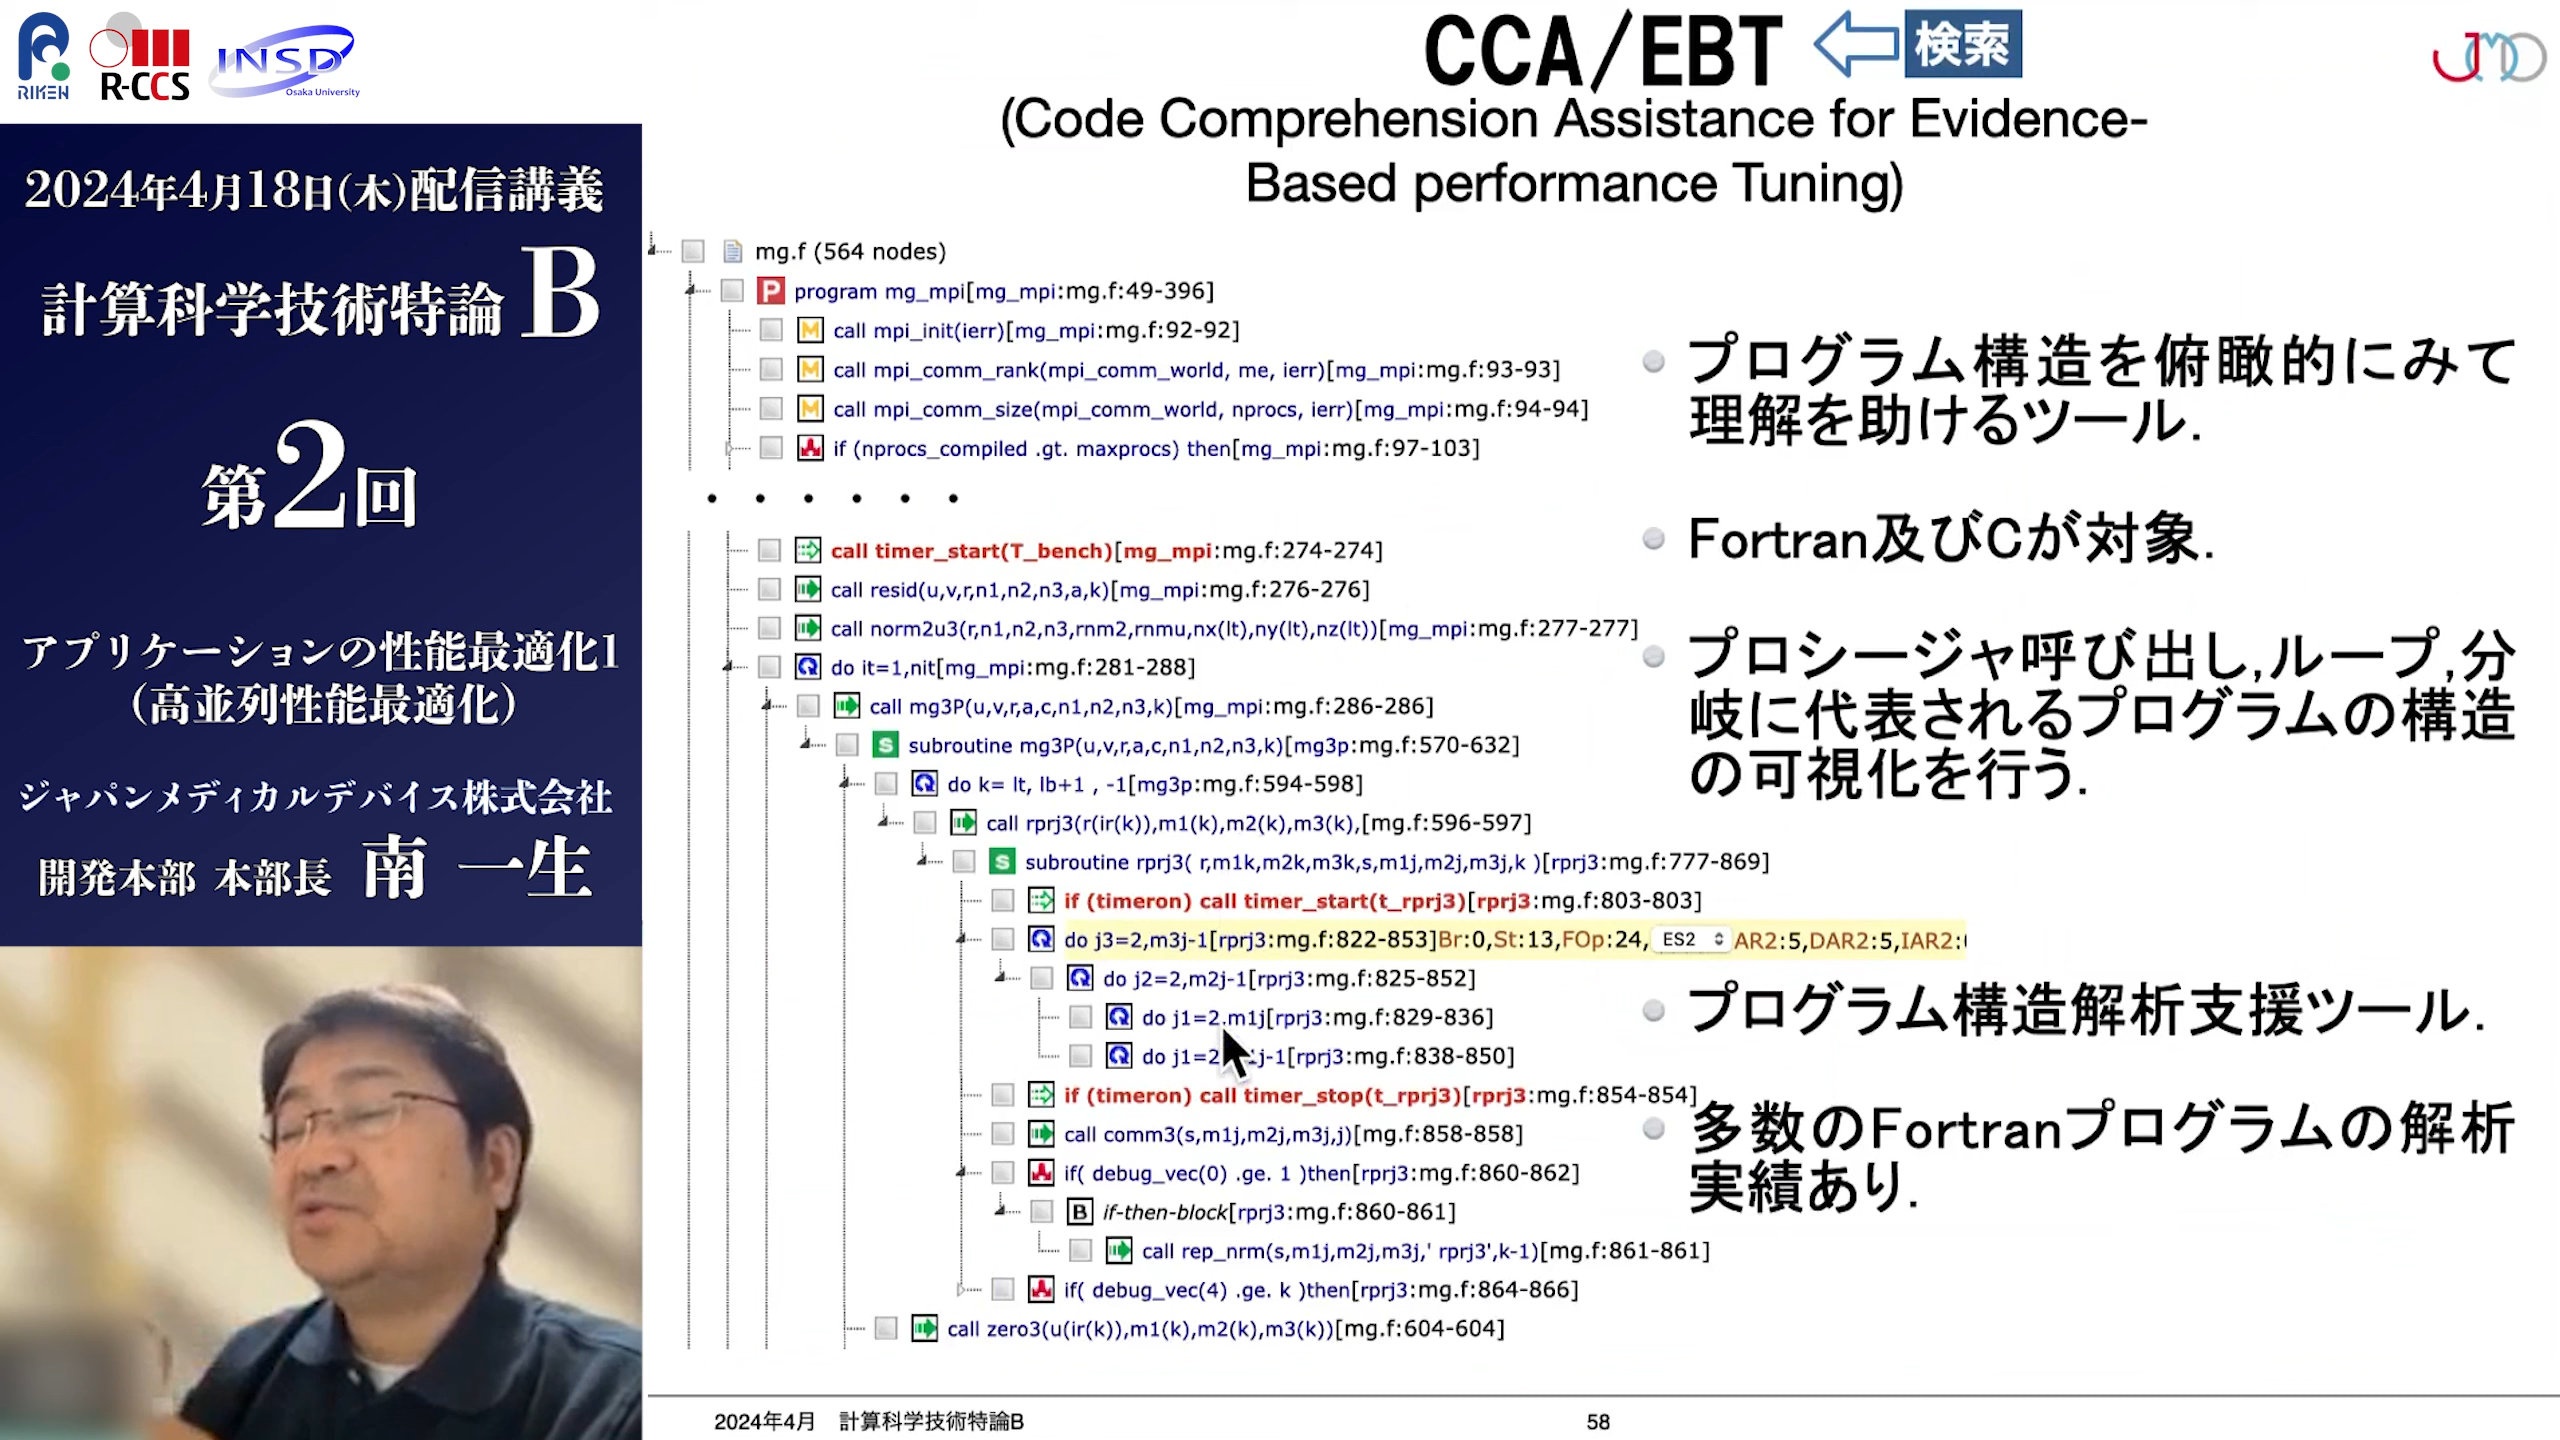 RIKEN
R-CCS
INSD
Osaka University
2024年4月18日(木)配信講義
計算科学技術特論B
第2回
アプリケーションの性能最適化1
(高並列性能最適化)
ジャパンメディカルデバイス株式会社
開発本部 本部長 南 一生
CCA/EBT
検索
JMD
(Code Comprehension Assistance for Evidence-
Based performance Tuning)
mg.f (564 nodes)
P program mg_mpi[mg_mpi:mg.f:49-396]
M call mpi_init(ierr)[mg_mpi:mg.f:92-92]
M call mpi_comm_rank(mpi_comm_world, me, ierr)[mg_mpi:mg.f:93-93]
M call mpi_comm_size(mpi_comm_world, nprocs, ierr)[mg_mpi:mg.f:94-94]
if (nprocs_compiled .gt. maxprocs) then[mg_mpi:mg.f:97-103]
• • • • • •
call timer_start(T_bench)[mg_mpi:mg.f:274-274]
call resid(u,v,r,n1,n2,n3,a,k)[mg_mpi:mg.f:276-276]
call norm2u3(r,n1,n2,n3,rnm2,rnmu,nx(lt),ny(lt),nz(lt))[mg_mpi:mg.f:277-277]
do it=1,nit[mg_mpi:mg.f:281-288]
call mg3P(u,v,r,a,c,n1,n2,n3,k)[mg_mpi:mg.f:286-286]
S subroutine mg3P(u,v,r,a,c,n1,n2,n3,k)[mg3p:mg.f:570-632]
do k= lt, lb+1 , -1[mg3p:mg.f:594-598]
call rprj3(r(ir(k)),m1(k),m2(k),m3(k),[mg.f:596-597]
S subroutine rprj3( r,m1k,m2k,m3k,s,m1j,m2j,m3j,k )[rprj3:mg.f:777-869]
if (timeron) call timer_start(t_rprj3)[rprj3:mg.f:803-803]
do j3=2,m3j-1[rprj3:mg.f:822-853]Br:0,St:13,FOp:24, ES2 AR2:5,DAR2:5,IAR2:
do j2=2,m2j-1[rprj3:mg.f:825-852]
do j1=2,m1j[rprj3:mg.f:829-836]
do j1=2 j-1[rprj3:mg.f:838-850]
if (timeron) call timer_stop(t_rprj3)[rprj3:mg.f:854-854]
call comm3(s,m1j,m2j,m3j,j)[mg.f:858-858]
if( debug_vec(0) .ge. 1 )then[rprj3:mg.f:860-862]
B if-then-block[rprj3:mg.f:860-861]
call rep_nrm(s,m1j,m2j,m3j,' rprj3',k-1)[mg.f:861-861]
if( debug_vec(4) .ge. k )then[rprj3:mg.f:864-866]
call zero3(u(ir(k)),m1(k),m2(k),m3(k))[mg.f:604-604]
プログラム構造を俯瞰的にみて
理解を助けるツール.
Fortran及びCが対象.
プロシージャ呼び出し,ループ,分
岐に代表されるプログラムの構造
の可視化を行う.
プログラム構造解析支援ツール.
多数のFortranプログラムの解析
実績あり.
2024年4月 計算科学技術特論B
58